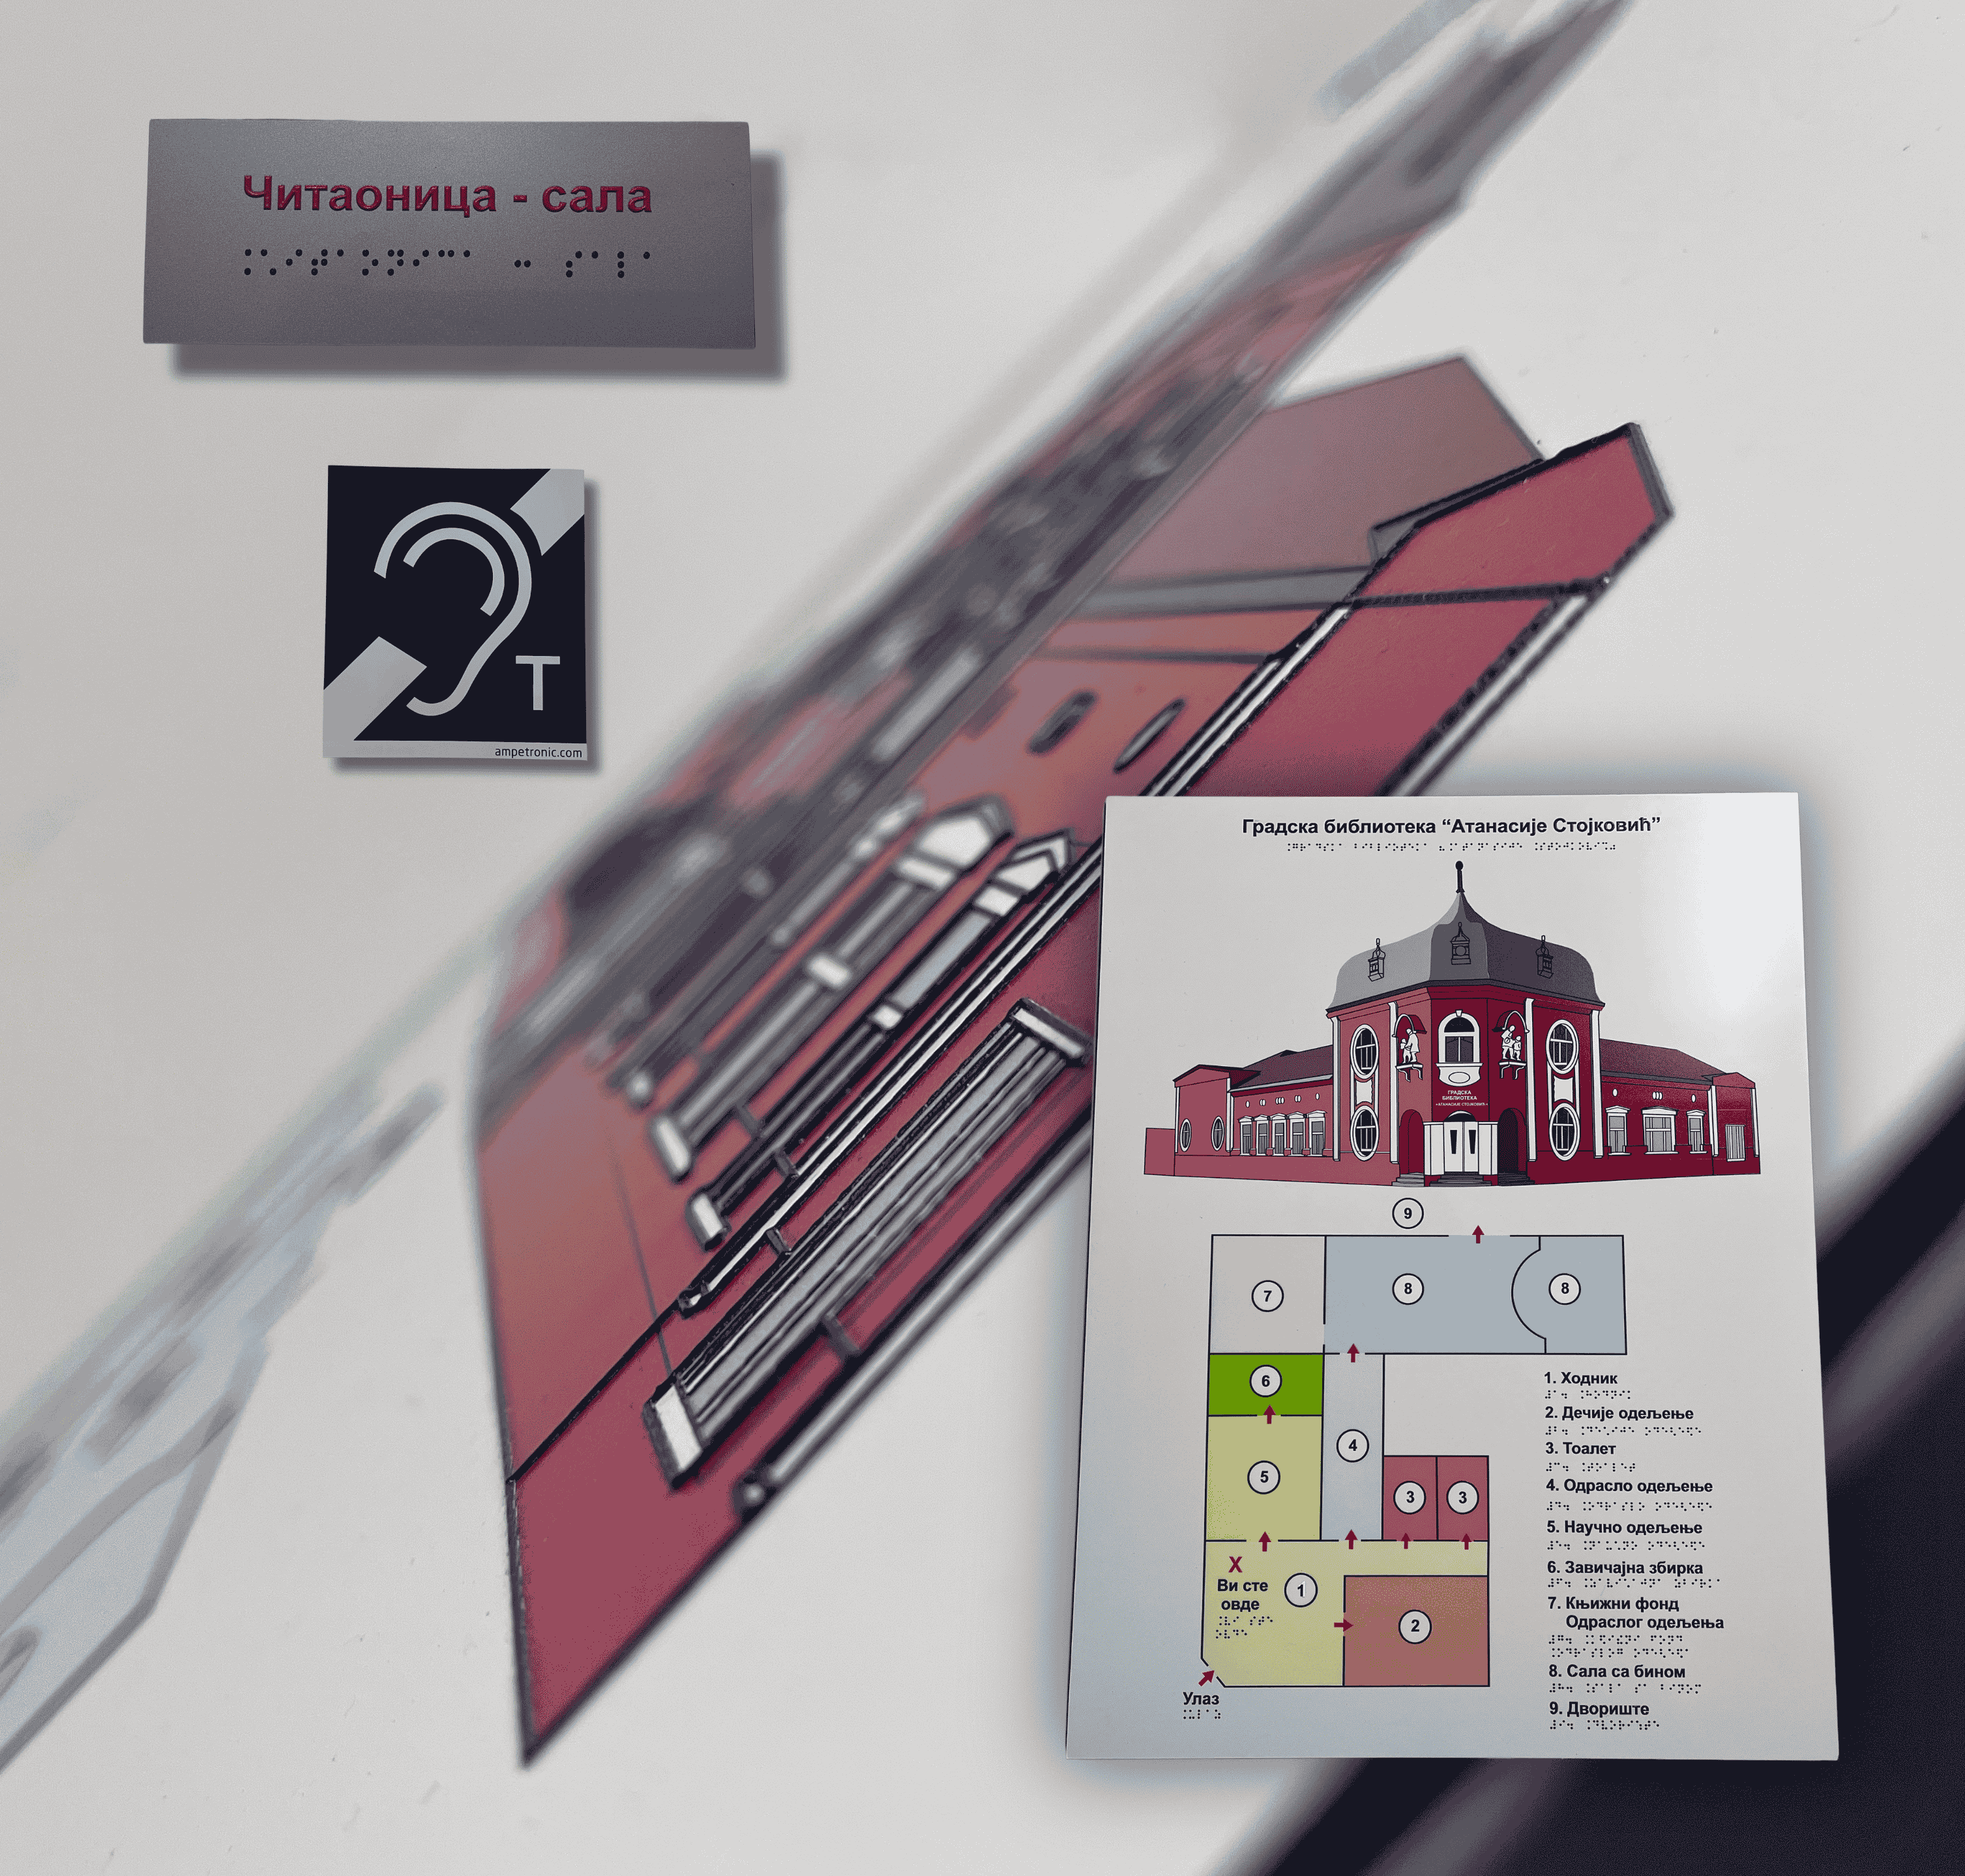 Читаоница - сала
T
ampetronic.com
Градска библиотека “Атанасије Стојковић”
ГРАДСКА
БИБЛИОТЕКА
«АТАНАСИЈЕ СТОЈКОВИЋ»
9
7
8
8
6
4
5
3
3
X
Ви сте
овде
1
2
Улаз
1. Ходник
2. Дечије одељење
3. Тоалет
4. Одрасло одељење
5. Научно одељење
6. Завичајна збирка
7. Књижни фонд
Одраслог одељења
8. Сала са бином
9. Двориште